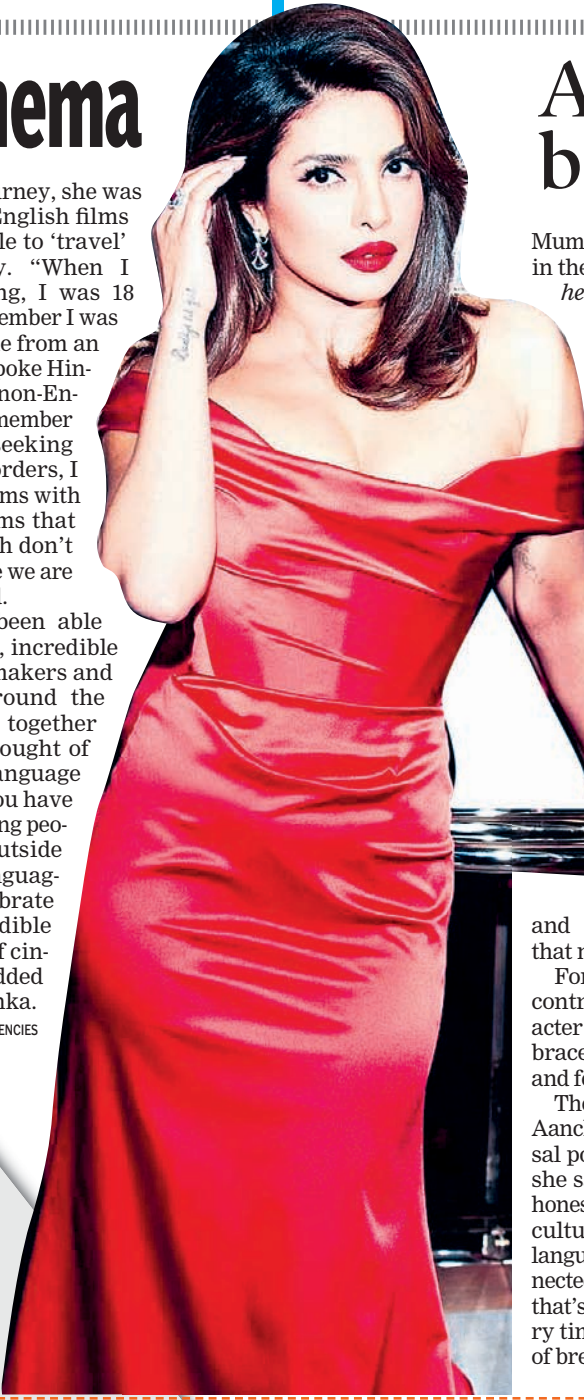 nema
urney, she was
English films
le to ‘travel’
y. “When I
ng, I was 18
ember I was
e from an
poke Hin-
non-En-
member
seeking
orders, I
ms with
ms that
h don’t
e we are
l.
been able
, incredible
makers and
round the
together
ought of
anguage
ou have
ng peo-
utside
nguag-
brate
dible
f cin-
dded
nka.
ENCIES
A
b
Mum
in the
he
and
that n
For
contr
acter
brace
and fe
The
Aanc
sal po
she s
hones
cultu
langu
necte
that’s
ry tin
of bre